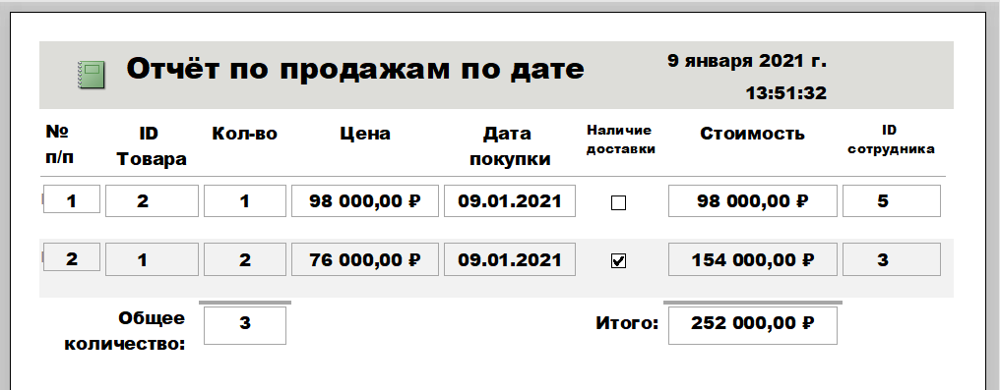 Отчёт по продажам по дате
9 января 2021 г.
13:51:32
№ п/п ID Товара Кол-во Цена Дата покупки Наличие доставки Стоимость ID сотрудника
1 2 1 98 000,00 ₽ 09.01.2021 98 000,00 ₽ 5
2 1 2 76 000,00 ₽ 09.01.2021 154 000,00 ₽ 3
Общее количество: 3 Итого: 252 000,00 ₽